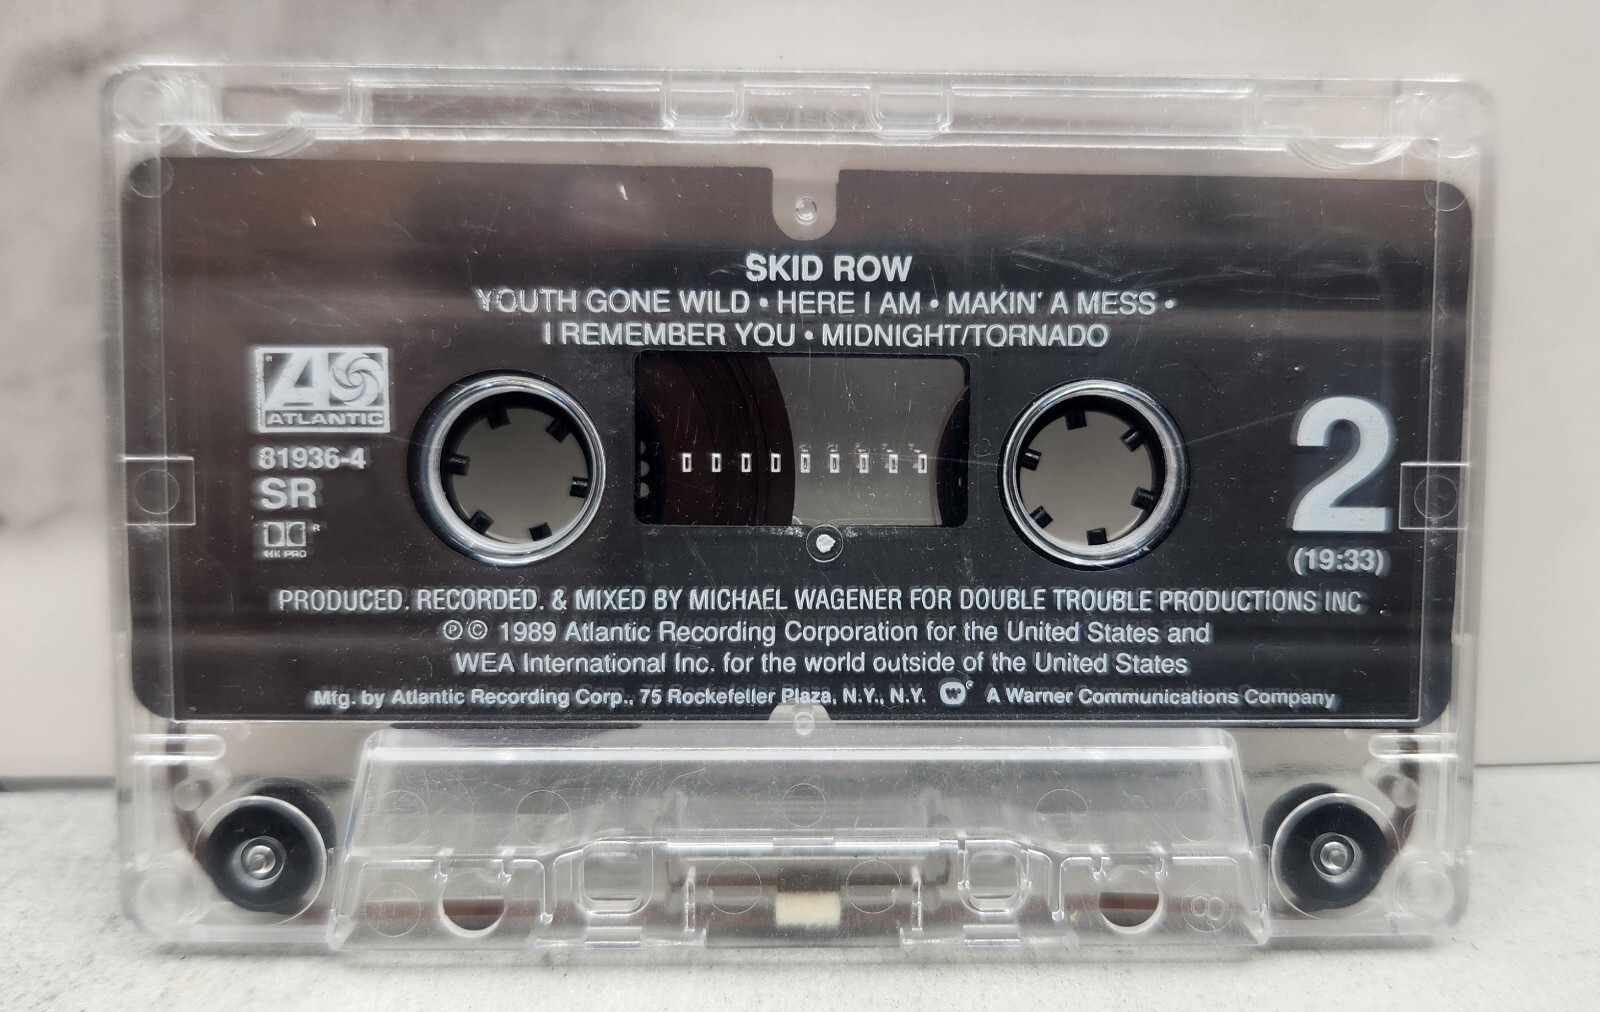 SKID ROW
YOUTH GONE WILD • HERE I AM • MAKIN' A MESS •
I REMEMBER YOU • MIDNIGHT/TORNADO
ATLANTIC
81936-4
SR
HX PRO
2
(19:33)
PRODUCED, RECORDED, & MIXED BY MICHAEL WAGENER FOR DOUBLE TROUBLE PRODUCTIONS INC
℗© 1989 Atlantic Recording Corporation for the United States and
WEA International Inc. for the world outside of the United States
Mfg. by Atlantic Recording Corp., 75 Rockefeller Plaza, N.Y., N.Y. ® A Warner Communications Company
8